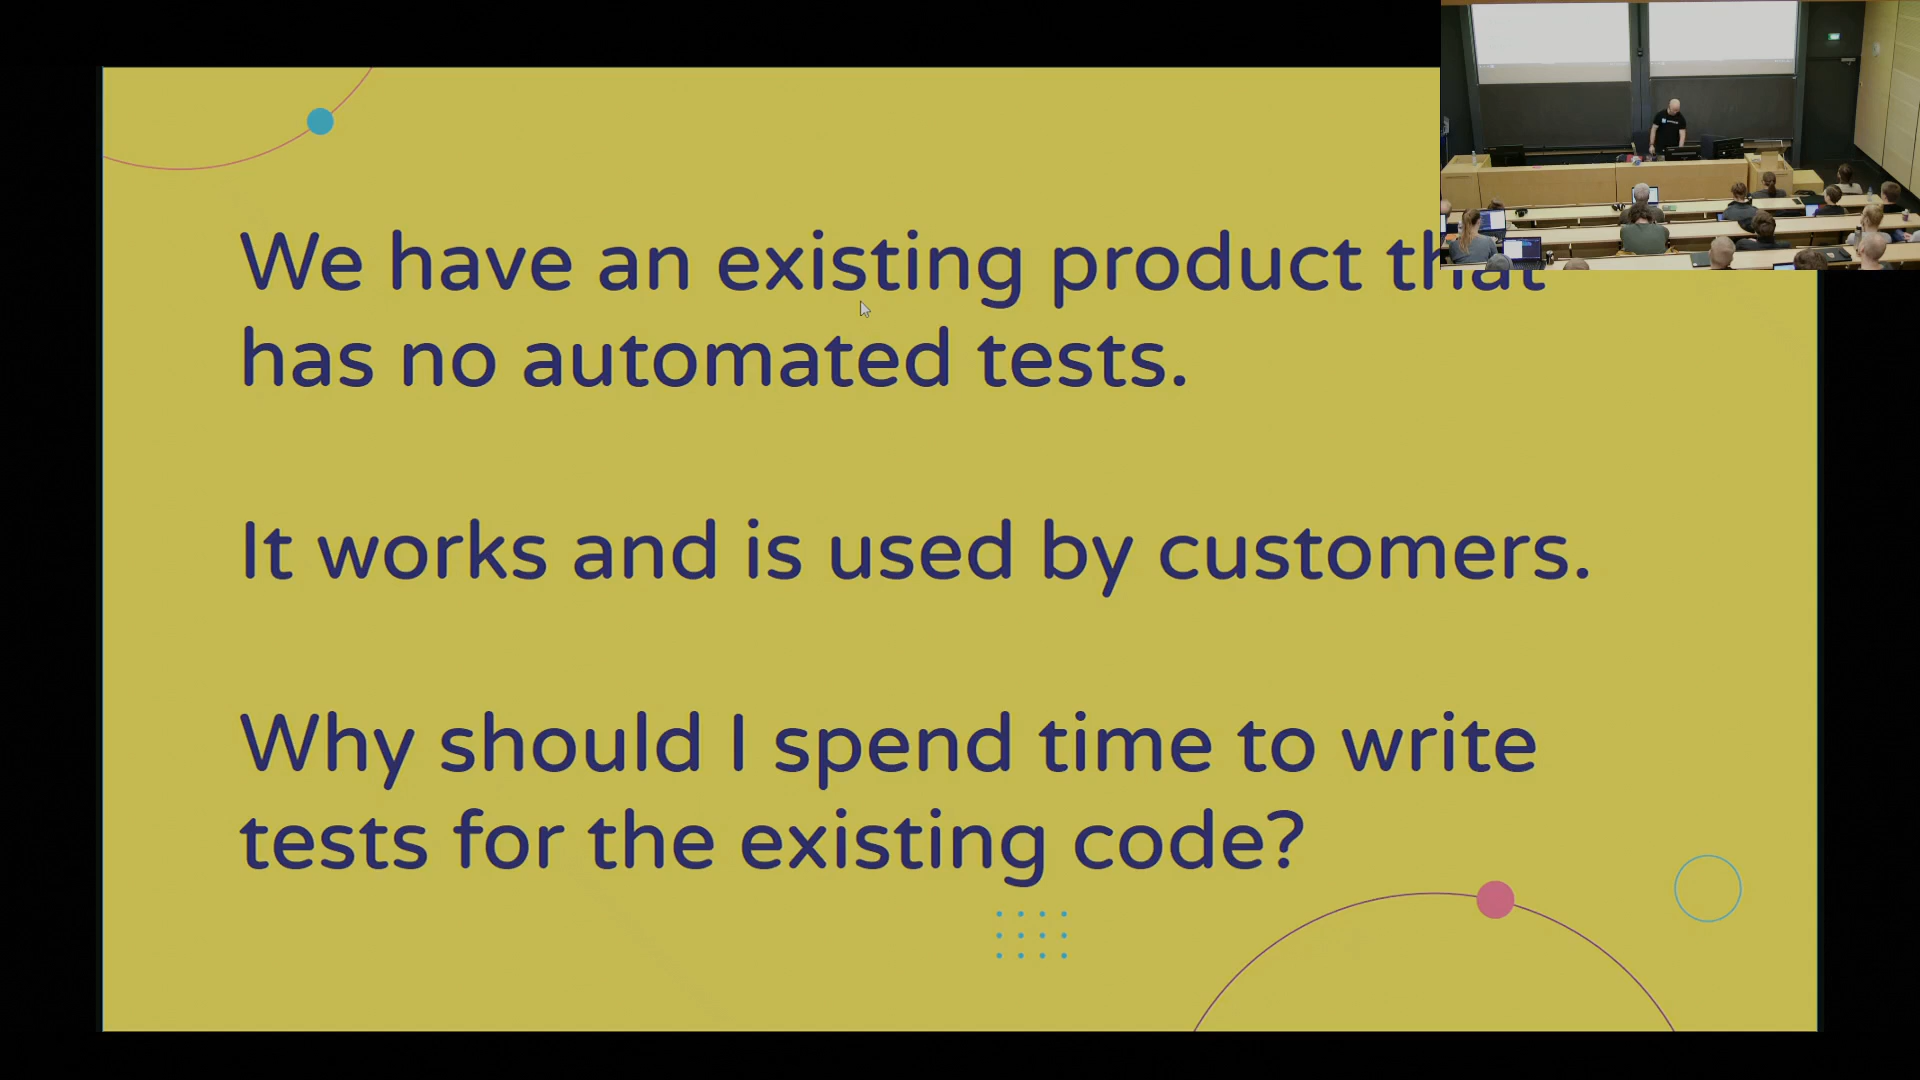 We have an existing product that
has no automated tests.
It works and is used by customers.
Why should I spend time to write
tests for the existing code?